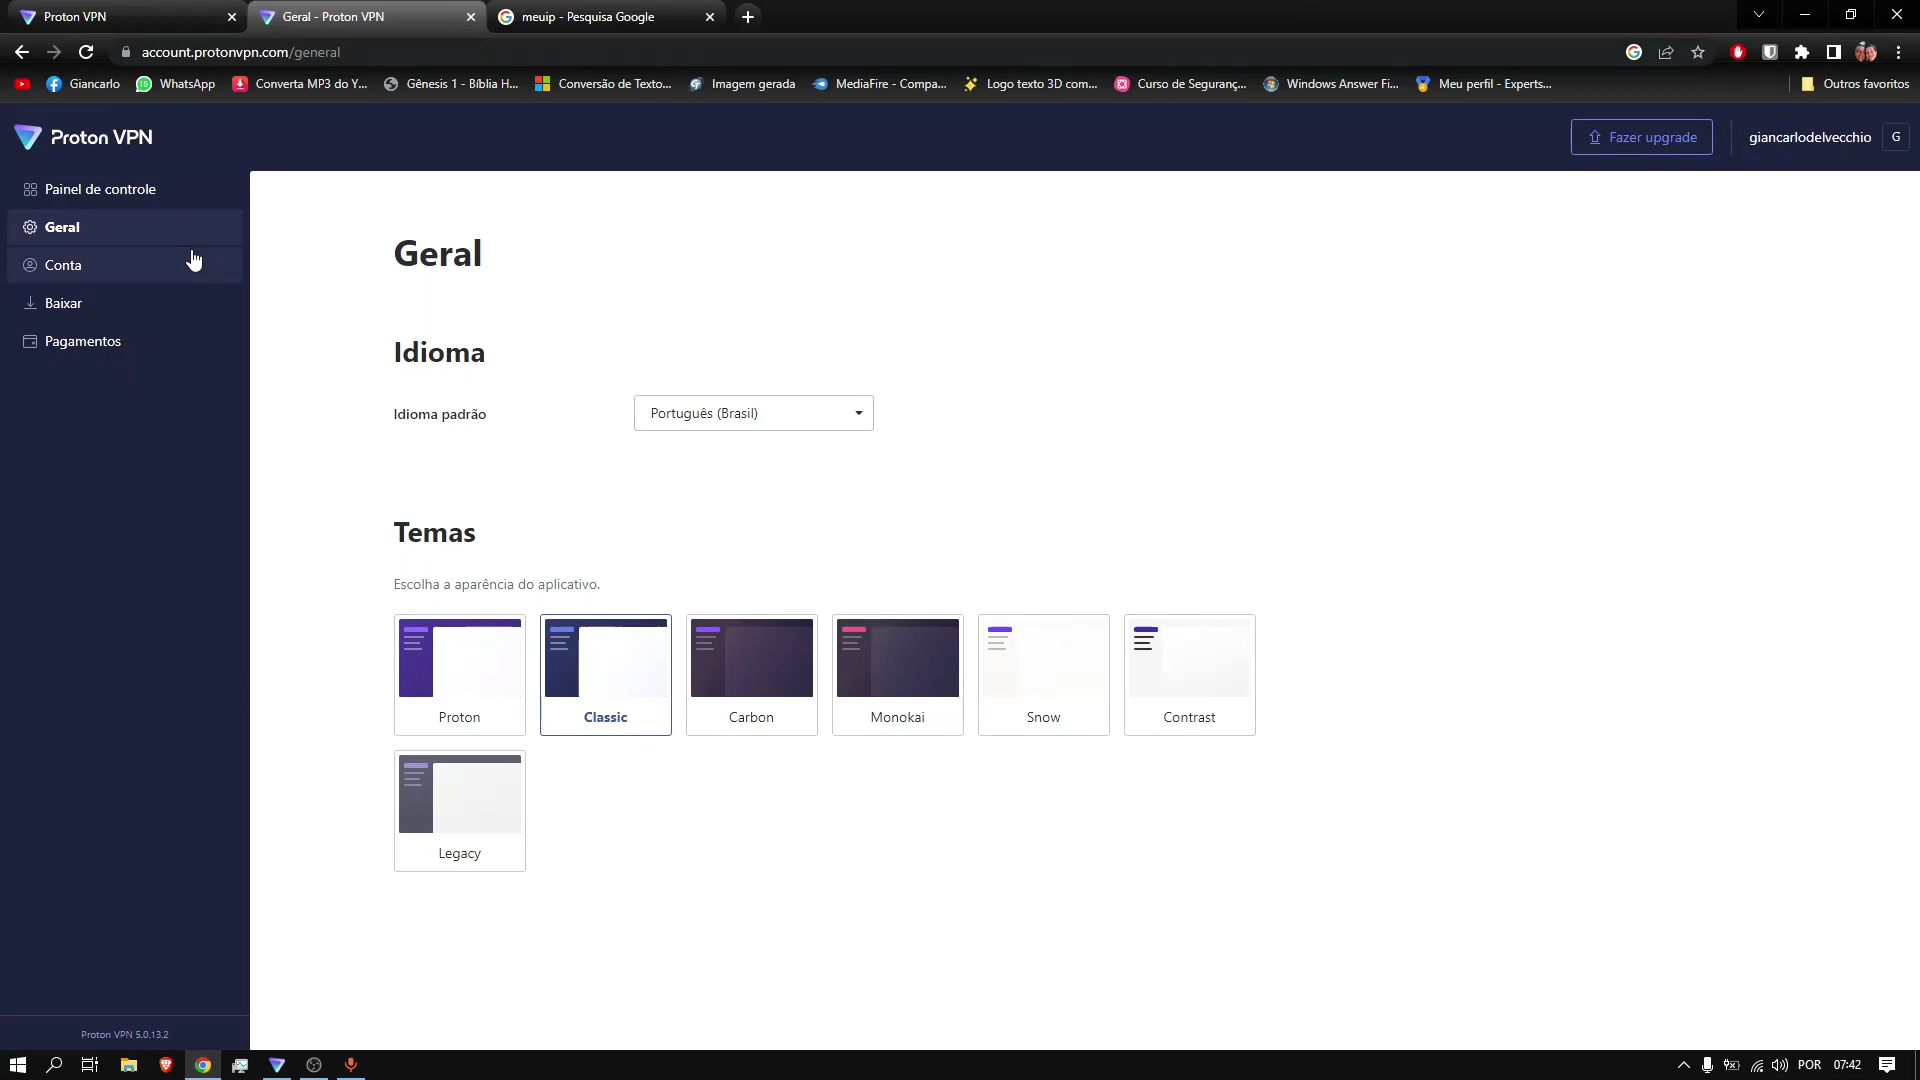 Proton VPN
Geral - Proton VPN
meuip - Pesquisa Google
account.protonvpn.com/general
Giancarlo
WhatsApp
Converta MP3 do Y...
Gênesis 1 - Bíblia H...
Conversão de Texto...
Imagem gerada
MediaFire - Compa...
Logo texto 3D com...
Curso de Seguranç...
Windows Answer Fi...
Meu perfil - Experts...
Outros favoritos
Proton VPN
Fazer upgrade
giancarlodelvecchio
G
Painel de controle
Geral
Conta
Baixar
Pagamentos
Geral
Idioma
Idioma padrão
Português (Brasil)
Temas
Escolha a aparência do aplicativo.
Proton
Classic
Carbon
Monokai
Snow
Contrast
Legacy
Proton VPN 5.0.13.2
POR
07:42